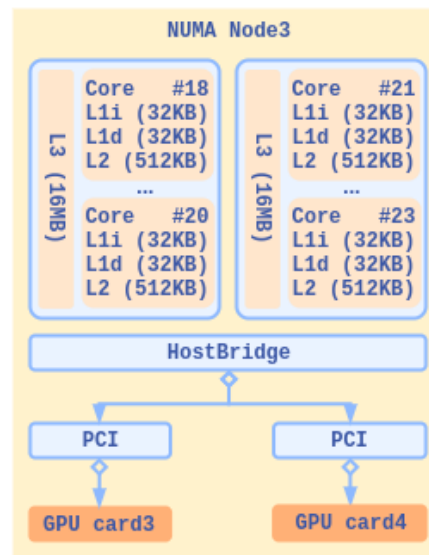 NUMA Node3
L3 (16MB)
Core #18
L1i (32KB)
L1d (32KB)
L2 (512KB)
...
Core #20
L1i (32KB)
L1d (32KB)
L2 (512KB)
L3 (16MB)
Core #21
L1i (32KB)
L1d (32KB)
L2 (512KB)
...
Core #23
L1i (32KB)
L1d (32KB)
L2 (512KB)
HostBridge
PCI
PCI
GPU card3
GPU card4